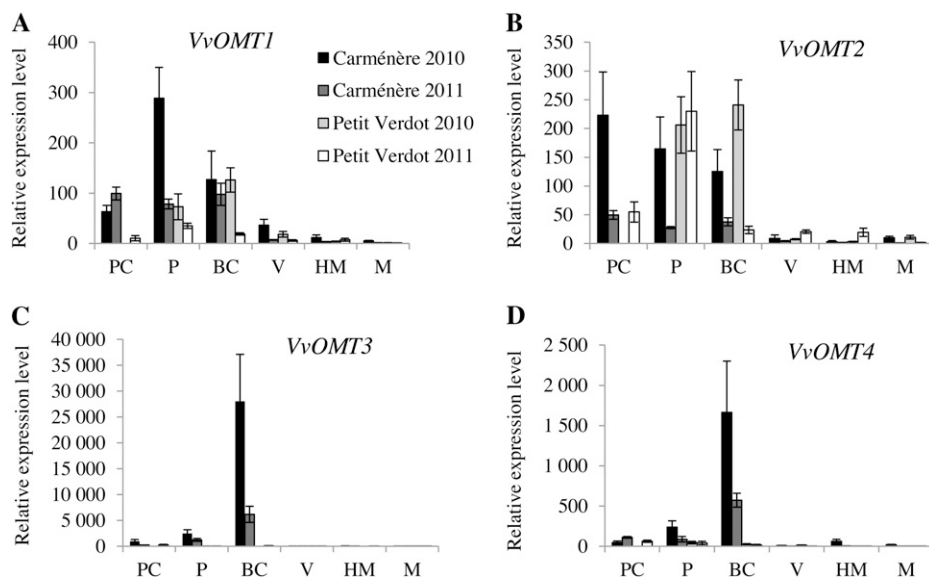 A
VvOMT1
Relative expression level
400
300
200
100
0
PC P BC V HM M
Carménère 2010
Carménère 2011
Petit Verdot 2010
Petit Verdot 2011
B
VvOMT2
Relative expression level
350
300
250
200
150
100
50
0
PC P BC V HM M
C
VvOMT3
Relative expression level
40 000
35 000
30 000
25 000
20 000
15 000
10 000
5 000
0
PC P BC V HM M
D
VvOMT4
Relative expression level
2 500
2 000
1 500
1 000
500
0
PC P BC V HM M